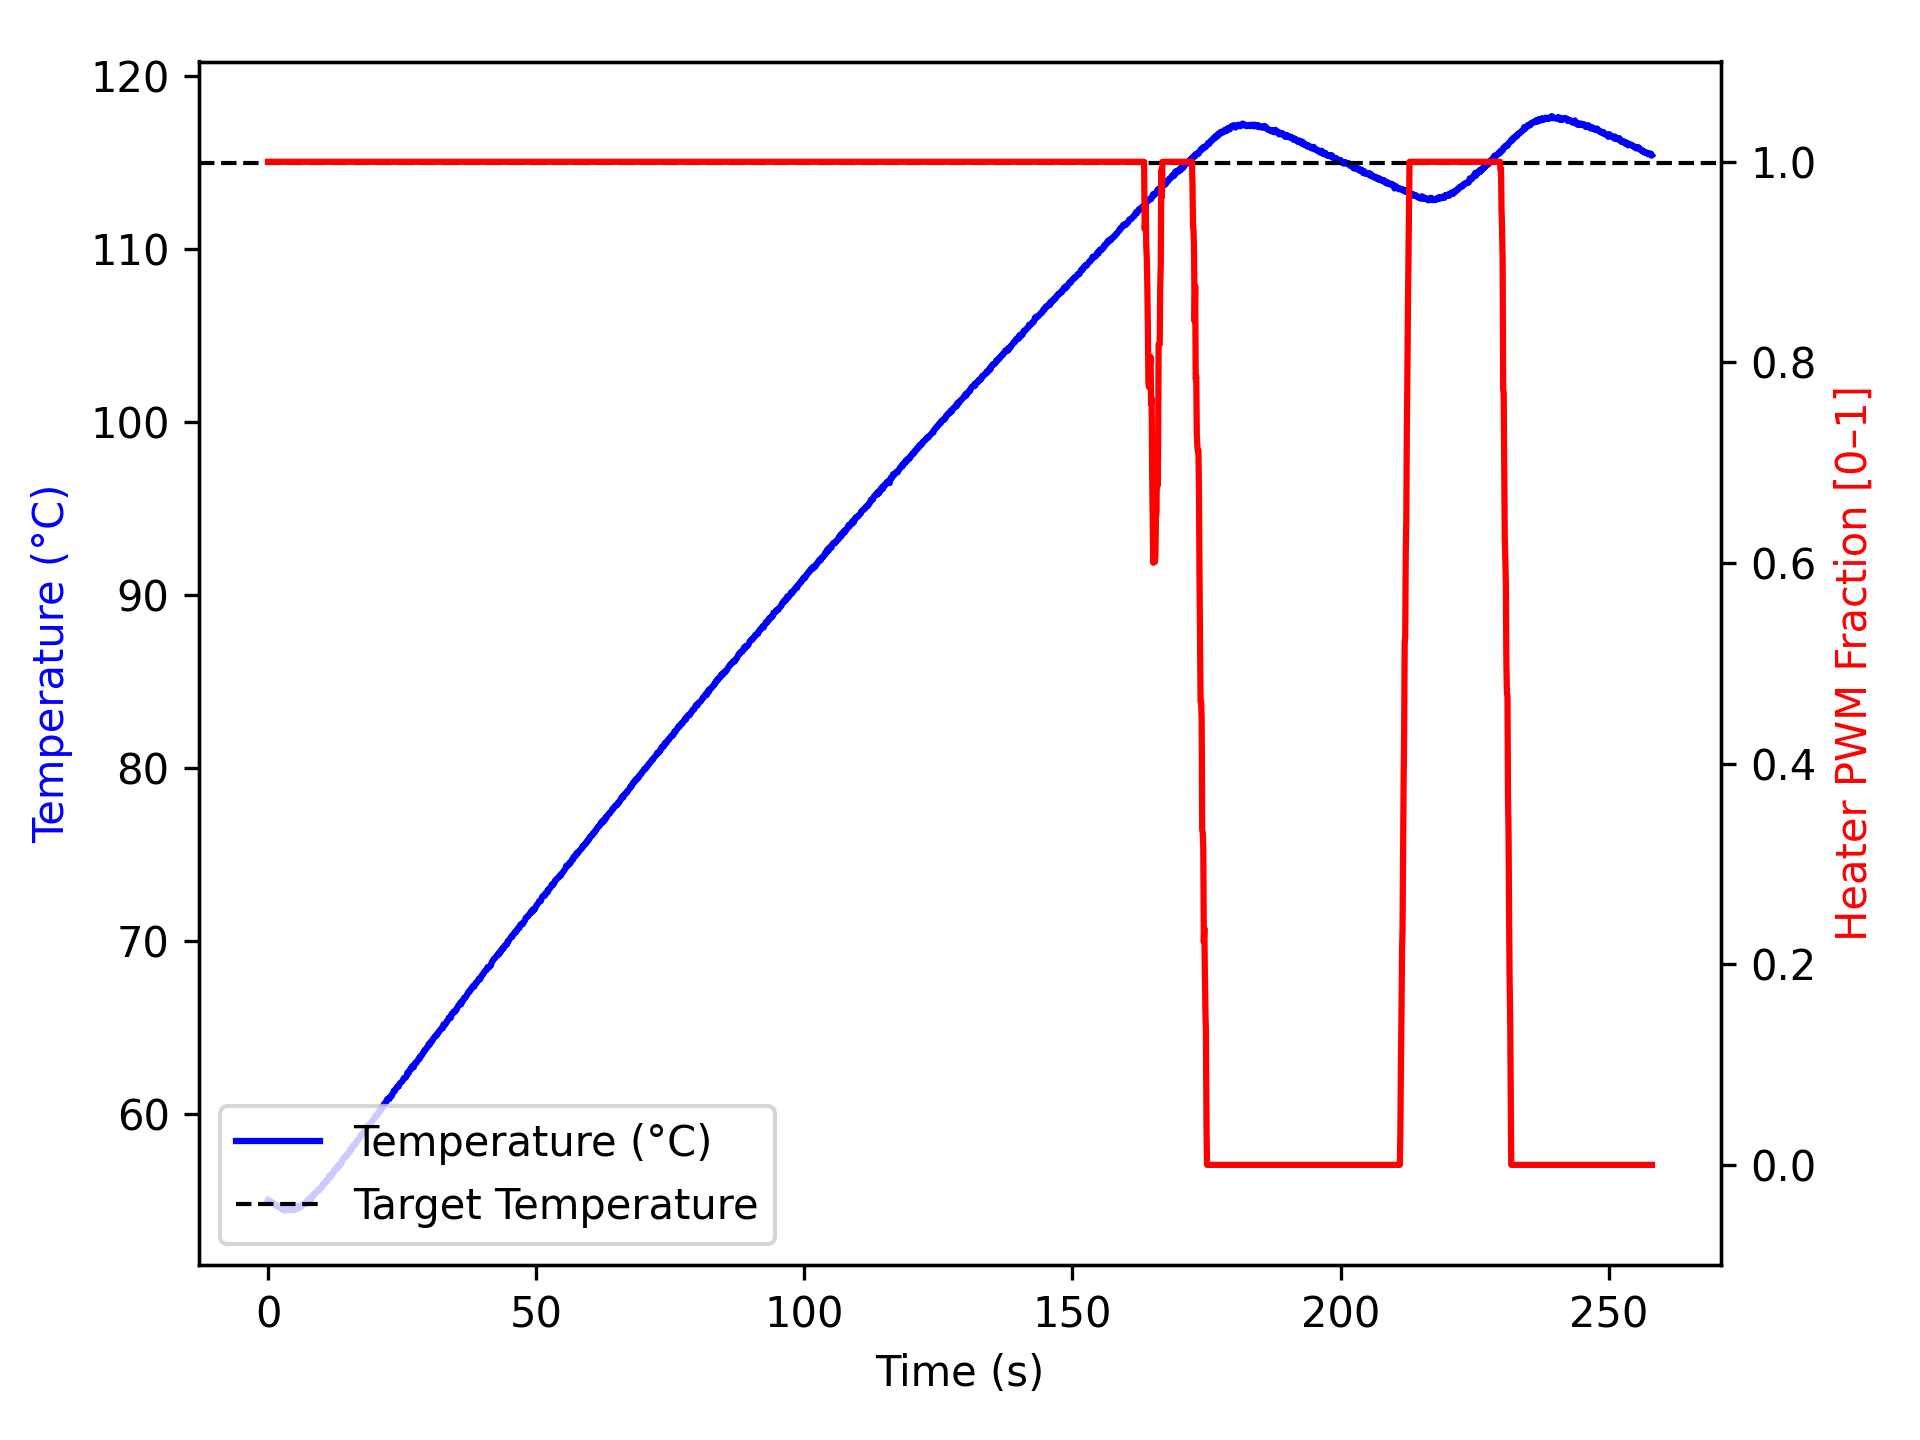 120
110
100
90
80
70
60
Temperature (°C)
1.0
0.8
0.6
0.4
0.2
0.0
Heater PWM Fraction [0–1]
Temperature (°C)
Target Temperature
0 50 100 150 200 250
Time (s)